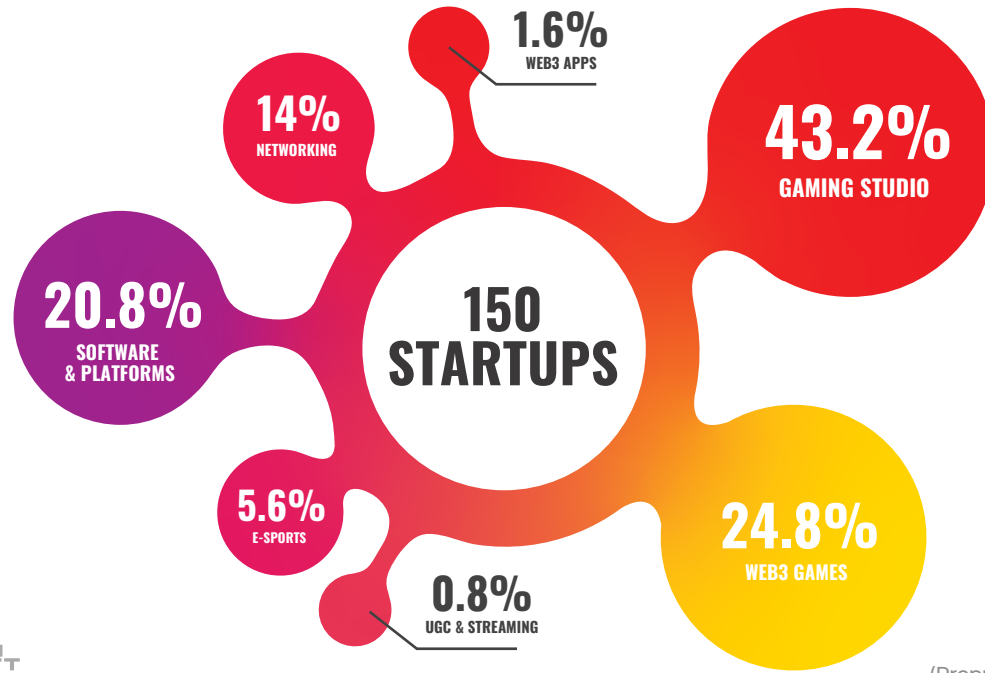 1.6%
WEB3 APPS
14%
NETWORKING
43.2%
GAMING STUDIO
20.8%
SOFTWARE
& PLATFORMS
150
STARTUPS
5.6%
E-SPORTS
24.8%
WEB3 GAMES
0.8%
UGC & STREAMING